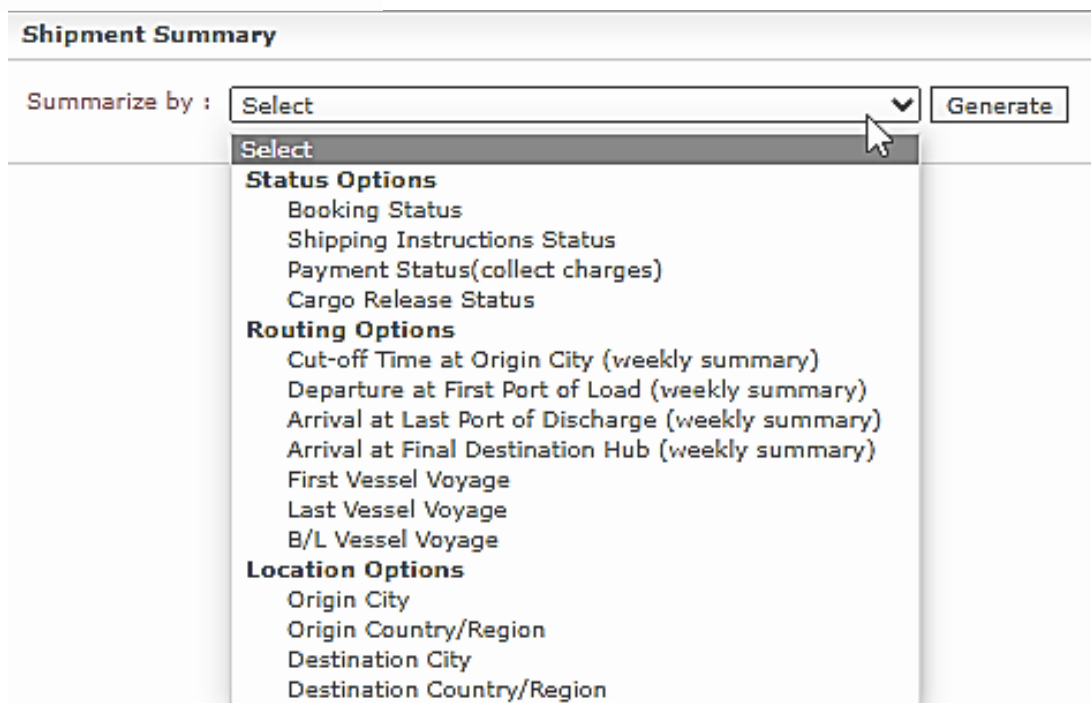 Shipment Summary
Summarize by : Select Generate
Select
Status Options
Booking Status
Shipping Instructions Status
Payment Status(collect charges)
Cargo Release Status
Routing Options
Cut-off Time at Origin City (weekly summary)
Departure at First Port of Load (weekly summary)
Arrival at Last Port of Discharge (weekly summary)
Arrival at Final Destination Hub (weekly summary)
First Vessel Voyage
Last Vessel Voyage
B/L Vessel Voyage
Location Options
Origin City
Origin Country/Region
Destination City
Destination Country/Region